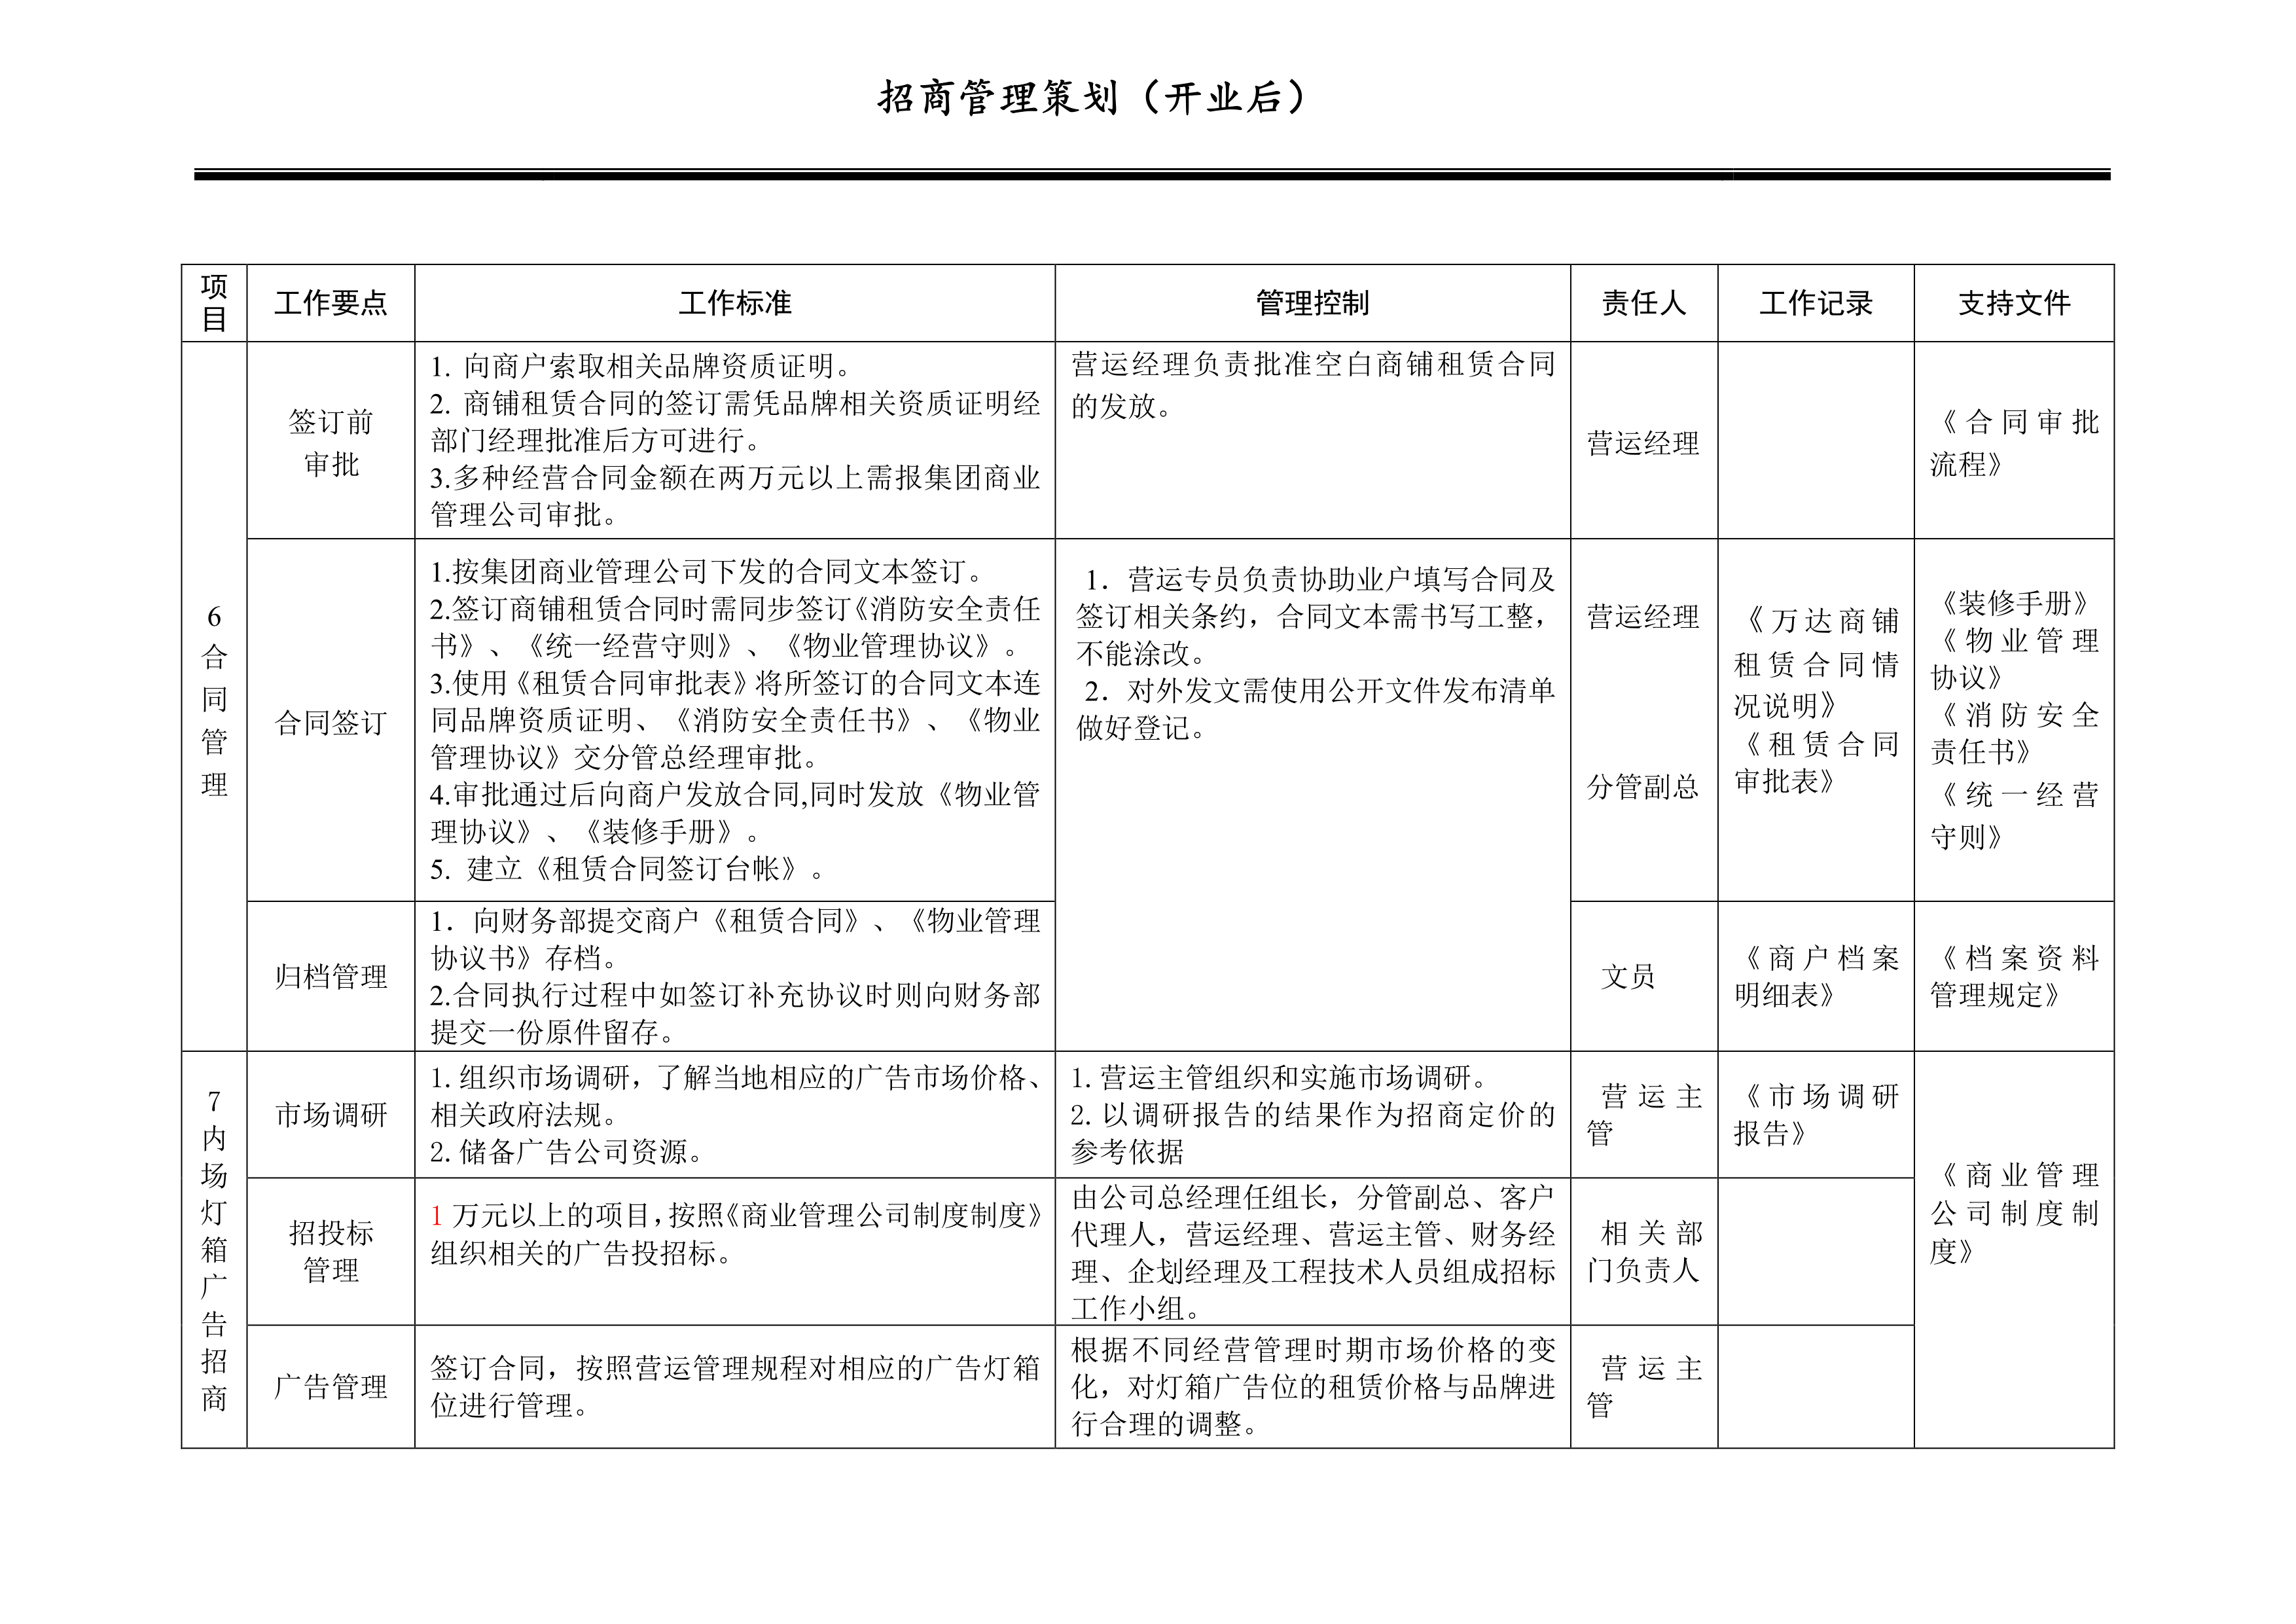 招商管理策划（开业后）
项
目
工作要点
工作标准
管理控制
责任人
工作记录
支持文件
6
合
同
管
理
签订前
审批
1. 向商户索取相关品牌资质证明。
2. 商铺租赁合同的签订需凭品牌相关资质证明经
部门经理批准后方可进行。
3.多种经营合同金额在两万元以上需报集团商业
管理公司审批。
营运经理负责批准空白商铺租赁合同
的发放。
营运经理
《合同审批
流程》
合同签订
1.按集团商业管理公司下发的合同文本签订。
2.签订商铺租赁合同时需同步签订《消防安全责任
书》、《统一经营守则》、《物业管理协议》。
3.使用《租赁合同审批表》将所签订的合同文本连
同品牌资质证明、《消防安全责任书》、《物业
管理协议》交分管总经理审批。
4.审批通过后向商户发放合同,同时发放《物业管
理协议》、《装修手册》。
5. 建立《租赁合同签订台帐》。
1．营运专员负责协助业户填写合同及
签订相关条约，合同文本需书写工整，
不能涂改。
2．对外发文需使用公开文件发布清单
做好登记。
营运经理
分管副总
《万达商铺
租赁合同情
况说明》
《租赁合同
审批表》
《装修手册》
《物业管理
协议》
《消防安全
责任书》
《统一经营
守则》
归档管理
1．向财务部提交商户《租赁合同》、《物业管理
协议书》存档。
2.合同执行过程中如签订补充协议时则向财务部
提交一份原件留存。
文员
《商户档案
明细表》
《档案资料
管理规定》
7
内
场
灯
箱
广
告
招
商
市场调研
1.组织市场调研，了解当地相应的广告市场价格、
相关政府法规。
2.储备广告公司资源。
1.营运主管组织和实施市场调研。
2.以调研报告的结果作为招商定价的
参考依据
营运主
管
《市场调研
报告》
《商业管理
公司制度制
度》
招投标
管理
1 万元以上的项目，按照《商业管理公司制度制度》
组织相关的广告投招标。
由公司总经理任组长，分管副总、客户
代理人，营运经理、营运主管、财务经
理、企划经理及工程技术人员组成招标
工作小组。
相关部
门负责人
广告管理
签订合同，按照营运管理规程对相应的广告灯箱
位进行管理。
根据不同经营管理时期市场价格的变
化，对灯箱广告位的租赁价格与品牌进
行合理的调整。
营运主
管